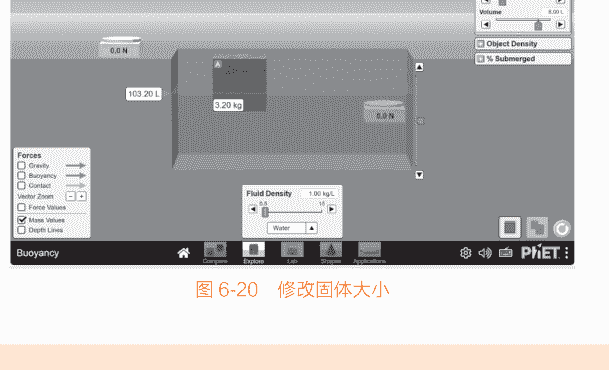 Volume
8.00 L
Object Density
% Submerged
0.0 N
A
103.20 L
3.20 kg
0.0 N
Forces
Gravity
Buoyancy
Contact
Vector Zoom
Force Values
Mass Values
Depth Lines
Fluid Density 1.00 kg/L
0.5 15
Water
Buoyancy
Compare Explore Lab Shapes Applications
PhET
图 6-20 修改固体大小